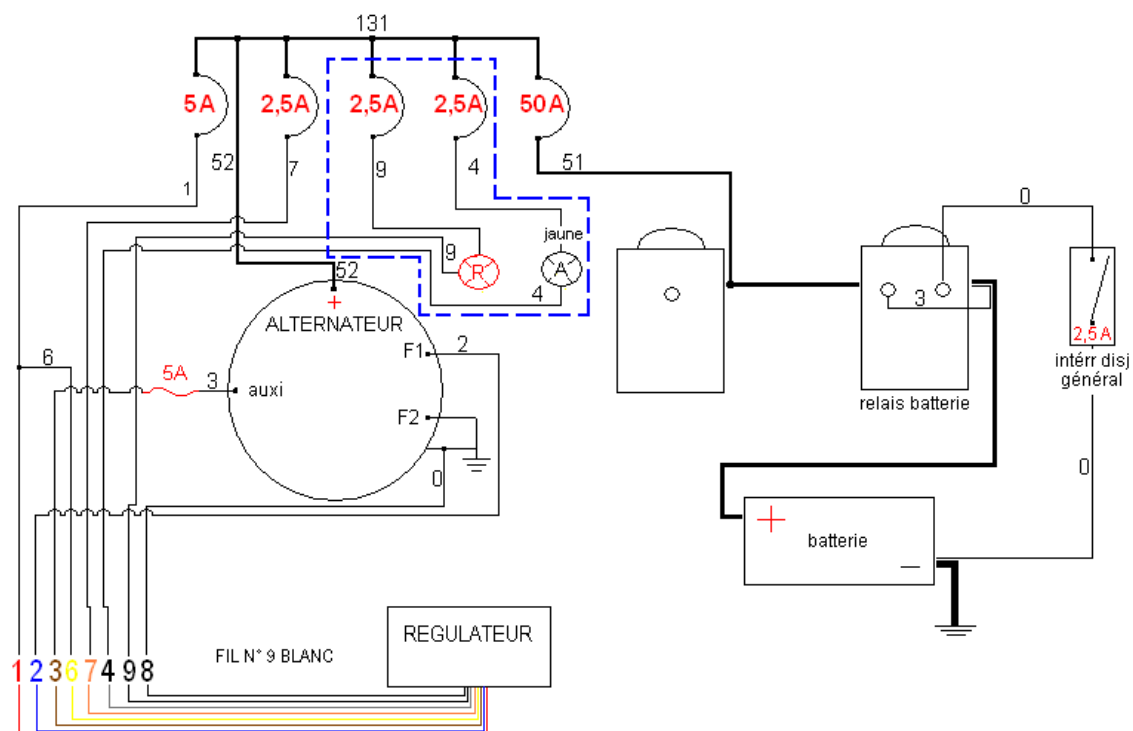 131
5A
2,5A
2,5A
2,5A
50A
52
7
9
4
51
1
0
jaune
9
R
A
3
52
4
+
ALTERNATEUR
2,5A
F1
2
6
intérr disj
général
5A
3
auxi
relais batterie
F2
0
0
+
batterie
–
REGULATEUR
FIL N° 9 BLANC
1 2 3 6 7 4 9 8